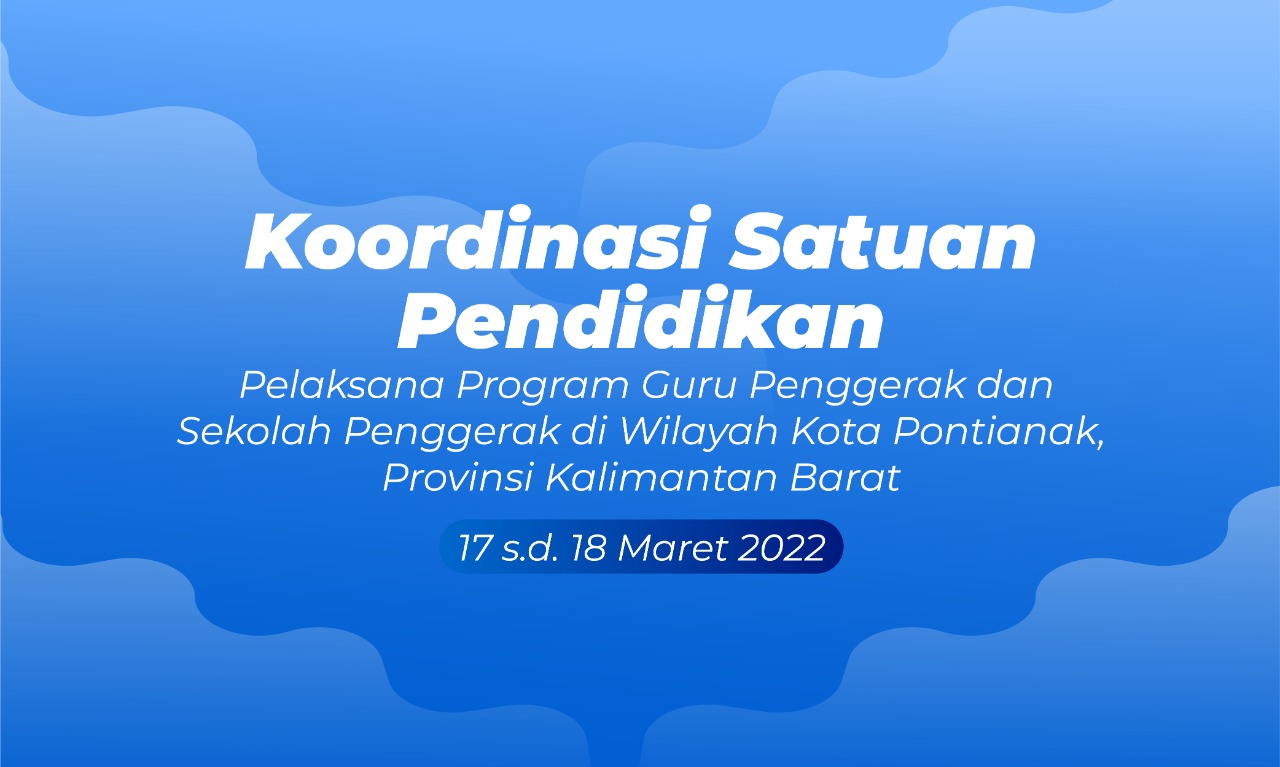 Koordinasi Satuan
Pendidikan
Pelaksana Program Guru Penggerak dan
Sekolah Penggerak di Wilayah Kota Pontianak,
Provinsi Kalimantan Barat
17 s.d. 18 Maret 2022